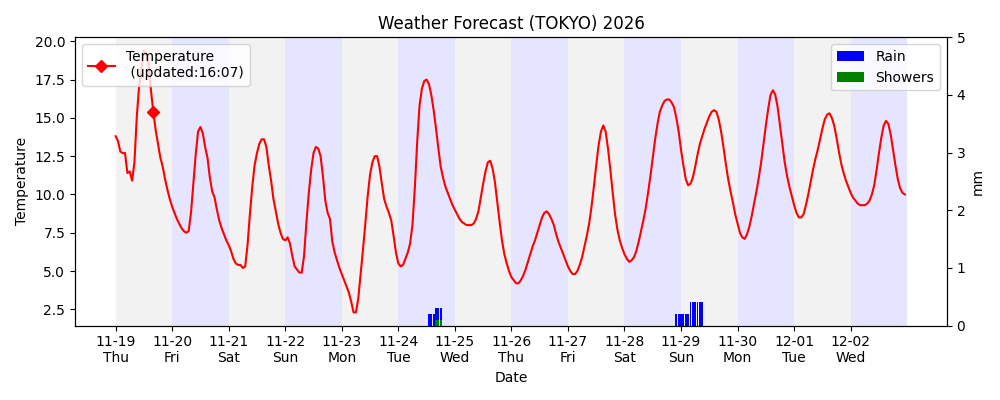 Weather Forecast (TOKYO) 2026
Temperature
(updated:16:07)
Rain
Showers
Temperature
20.0
17.5
15.0
12.5
10.0
7.5
5.0
2.5
5
4
3
2
1
0
mm
11-19 11-20 11-21 11-22 11-23 11-24 11-25 11-26 11-27 11-28 11-29 11-30 12-01 12-02
Thu Fri Sat Sun Mon Tue Wed Thu Fri Sat Sun Mon Tue Wed
Date